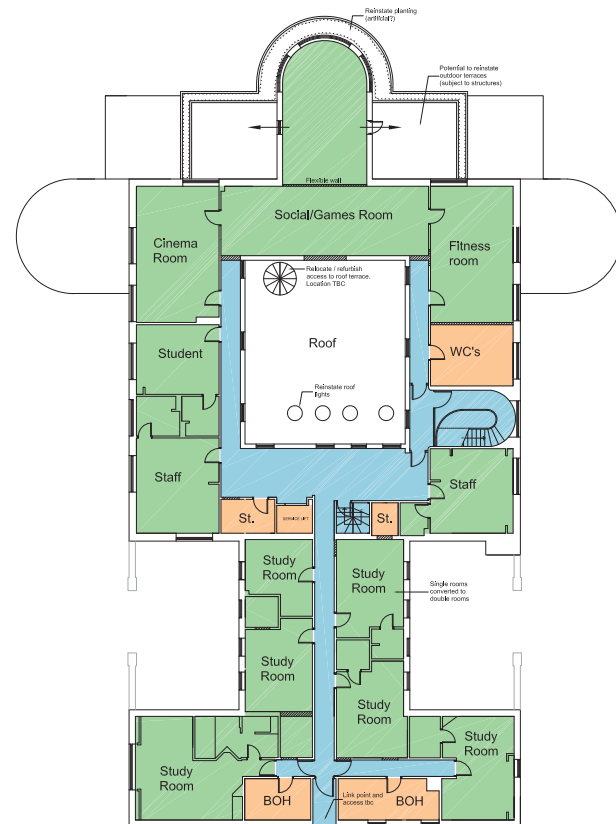 Reinstate planting
(artificial?)
Potential to reinstate
outdoor terraces
(subject to structures)
Flexible wall
Social/Games Room
Cinema
Room
Fitness
room
Relocate / refurbish
access to roof terrace.
Location TBC
Roof
Student
WC's
Reinstate roof
lights
Staff
Staff
St.
SERVICE LIFT
St.
Study
Room
Study
Room
Single rooms
converted to
double rooms
Study
Room
Study
Room
Study
Room
Study
Room
BOH
Link point and
access tbc
BOH